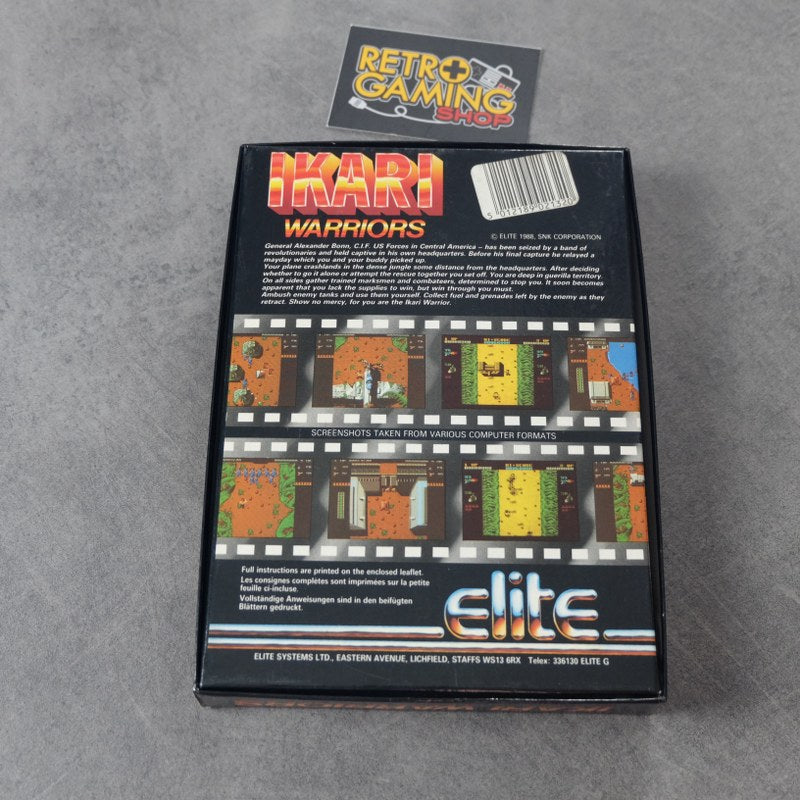 RETRO
GAMING
SHOP
IKARI
WARRIORS
5 012189 021320
© ELITE 1988, SNK CORPORATION
General Alexander Bonn, C.I.F. US Forces in Central America – has been seized by a band of
revolutionaries and held captive in his own headquarters. Before his final capture he relayed a
mayday which you and your buddy picked up.
Your plane crashlands in the dense jungle some distance from the headquarters. After deciding
whether to go it alone or attempt the rescue together you set off. You are deep in guerilla territory.
On all sides gather trained marksmen and combateers, determined to stop you. It soon becomes
apparent that you lack the supplies to win, but win through you must.
Ambush enemy tanks and use them yourself. Collect fuel and grenades left by the enemy as they
retract. Show no mercy, for you are the Ikari Warrior.
SCREENSHOTS TAKEN FROM VARIOUS COMPUTER FORMATS
Full instructions are printed on the enclosed leaflet.
Les consignes complètes sont imprimées sur la petite
feuille ci-incluse.
Vollständige Anweisungen sind in den beifügten
Blättern gedruckt.
elite
ELITE SYSTEMS LTD., EASTERN AVENUE, LICHFIELD, STAFFS WS13 6RX Telex: 336130 ELITE G